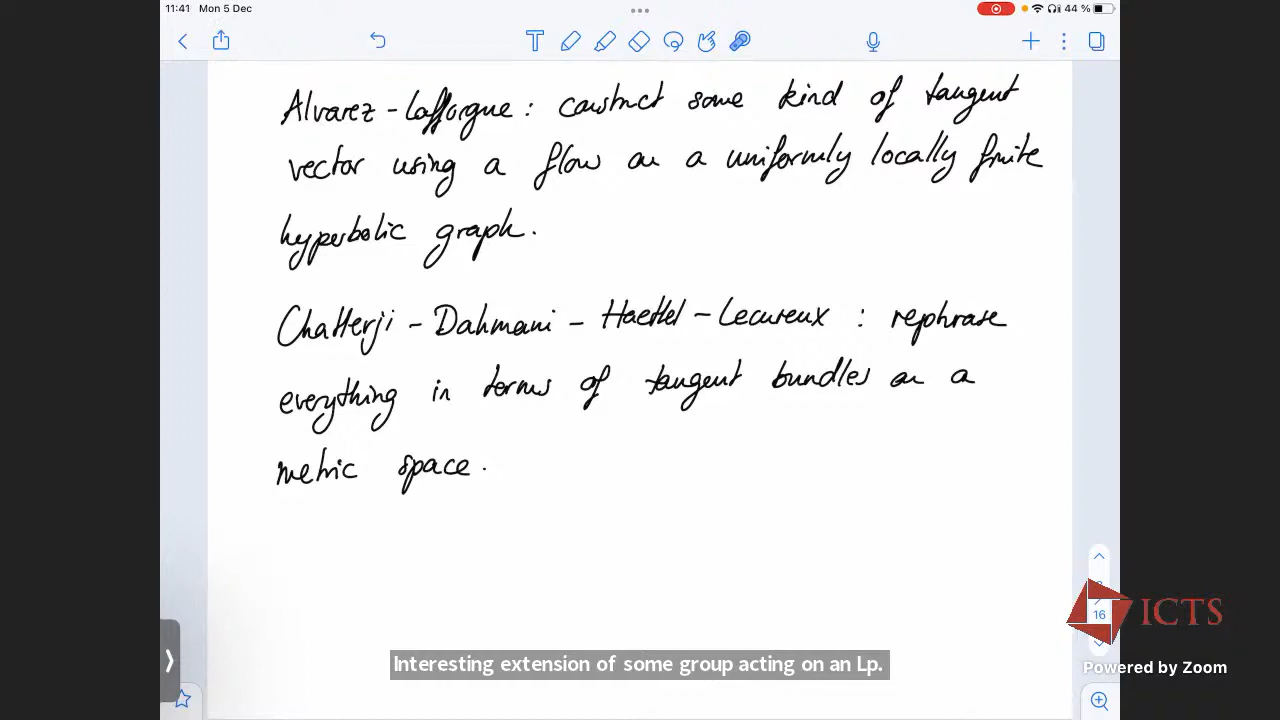 11:41 Mon 5 Dec
44 %
Alvarez - Lafforgue : construct some kind of tangent
vector using a flow on a uniformly locally finite
hyperbolic graph.
Chatterji - Dahmani - Haettel - Lecureux : rephrase
everything in terms of tangent bundles on a
metric space.
16
ICTS
Interesting extension of some group acting on an Lp.
Powered by Zoom